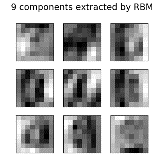 9 components extracted by RBM